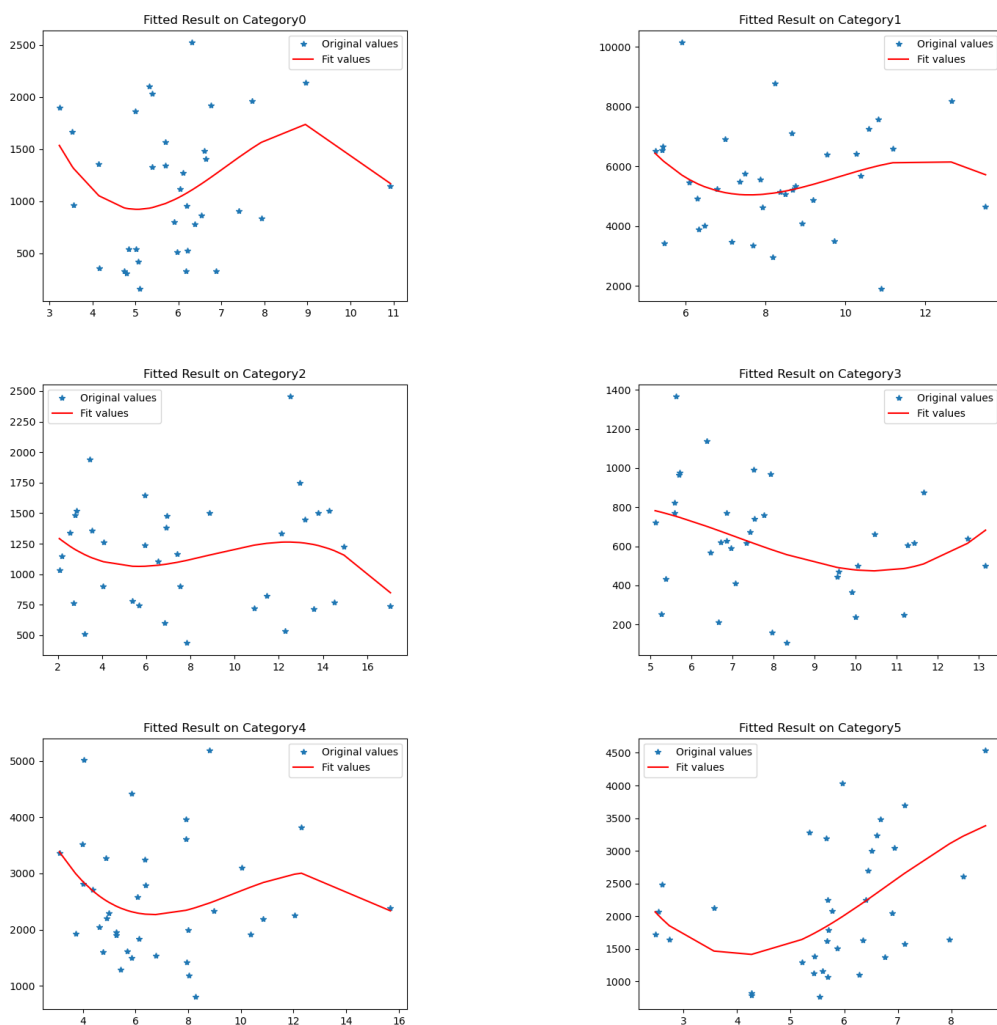 Fitted Result on Category0
2500
2000
1500
1000
500
3 4 5 6 7 8 9 10 11
Original values
Fit values
Fitted Result on Category1
10000
8000
6000
4000
2000
6 8 10 12
Original values
Fit values
Fitted Result on Category2
2500
2250
2000
1750
1500
1250
1000
750
500
2 4 6 8 10 12 14 16
Original values
Fit values
Fitted Result on Category3
1400
1200
1000
800
600
400
200
5 6 7 8 9 10 11 12 13
Original values
Fit values
Fitted Result on Category4
5000
4000
3000
2000
1000
4 6 8 10 12 14 16
Original values
Fit values
Fitted Result on Category5
4500
4000
3500
3000
2500
2000
1500
1000
3 4 5 6 7 8
Original values
Fit values